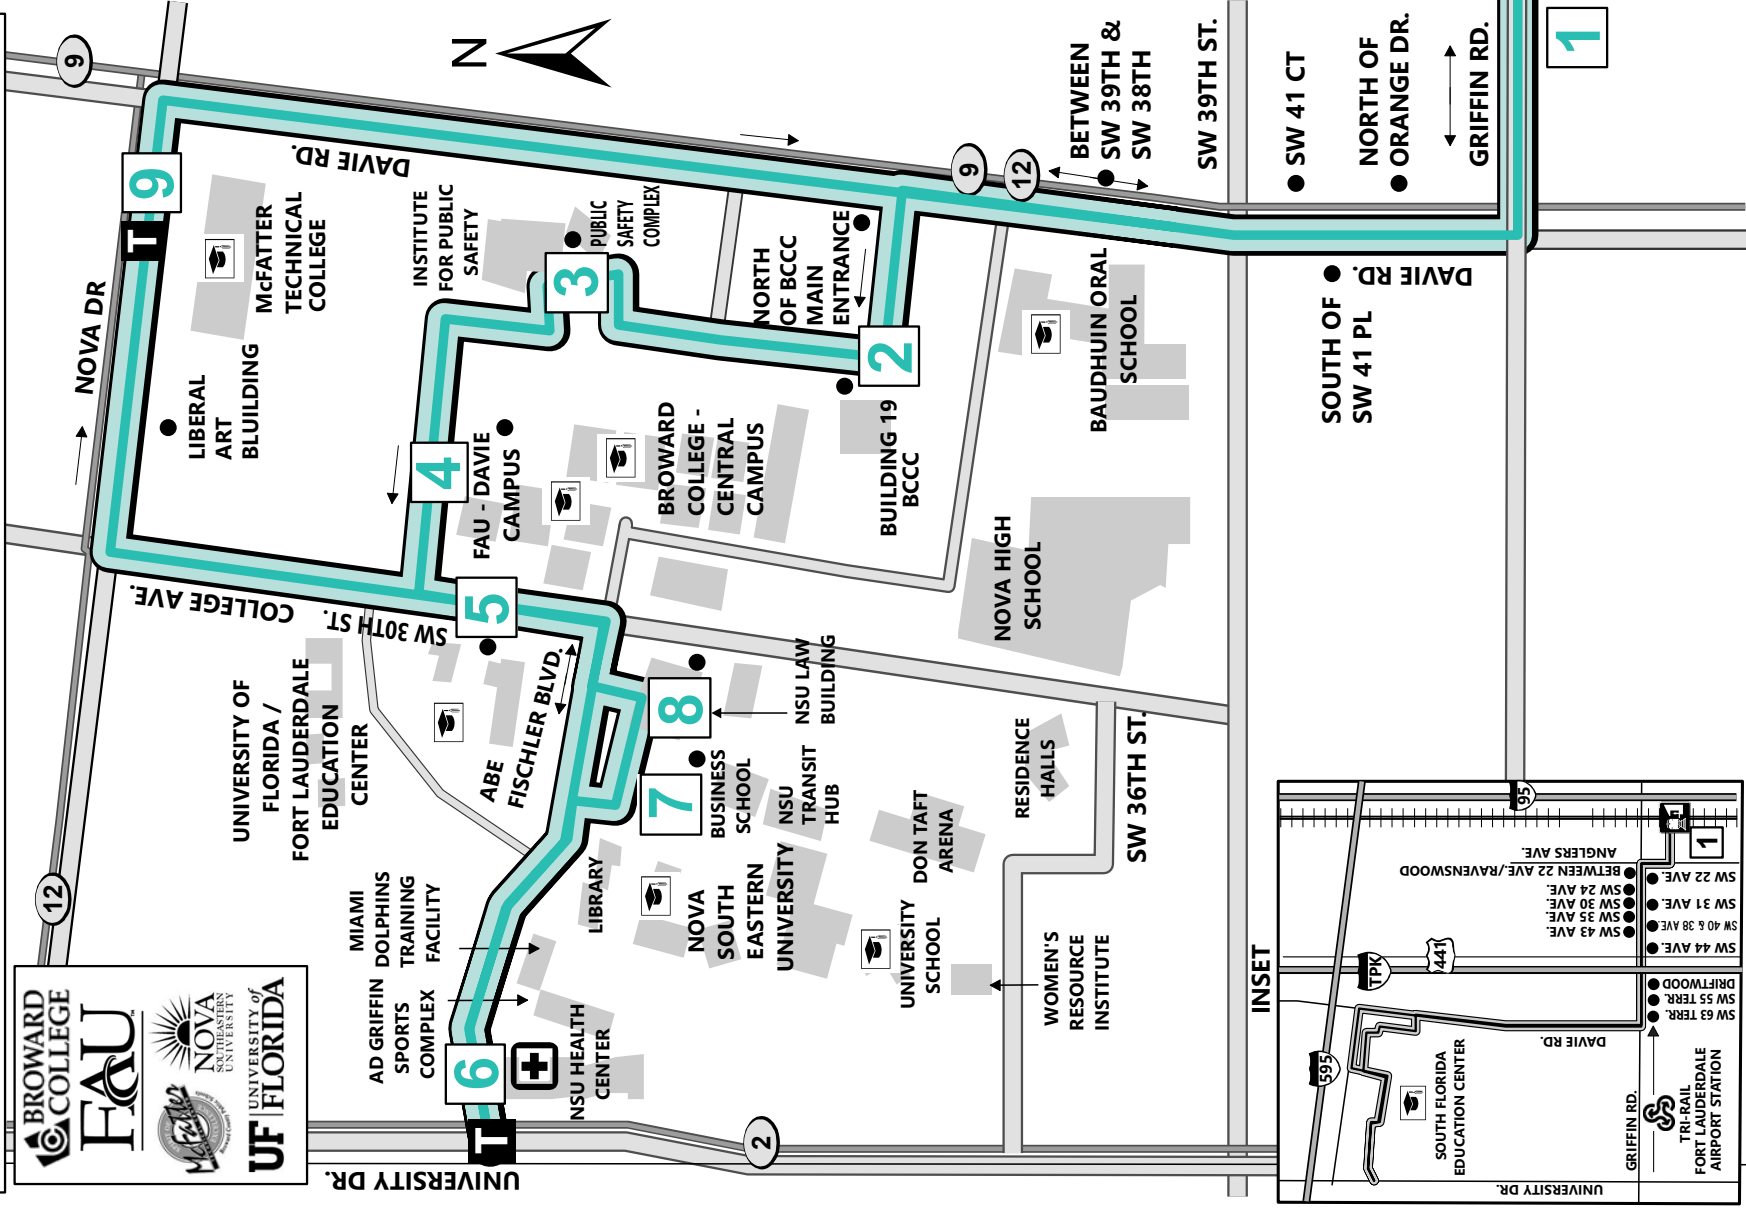 BROWARD
COLLEGE
FAU
McFatter
NOVA
SOUTHEASTERN
UNIVERSITY
UF UNIVERSITY of
FLORIDA
12
9
NOVA DR
N
9
T
McFATTER
TECHNICAL
COLLEGE
LIBERAL
ART
BLUILDING
DAVIE RD.
COLLEGE AVE.
SW 30TH ST.
INSTITUTE
FOR PUBLIC
SAFETY
PUBLIC
SAFETY
COMPLEX
3
4
FAU - DAVIE
CAMPUS
5
UNIVERSITY OF
FLORIDA /
FORT LAUDERDALE
EDUCATION
CENTER
ABE
FISCHLER BLVD.
BROWARD
COLLEGE -
CENTRAL
CAMPUS
NORTH
OF BCCC
MAIN
ENTRANCE
2
BUILDING 19
BCCC
9
12
BETWEEN
SW 39TH &
SW 38TH
SW 39TH ST.
SW 41 CT
NORTH OF
ORANGE DR.
GRIFFIN RD.
1
DAVIE RD.
SOUTH OF
SW 41 PL
BAUDHUIN ORAL
SCHOOL
NOVA HIGH
SCHOOL
8
NSU LAW
BUILDING
7
BUSINESS
SCHOOL
NSU
TRANSIT
HUB
RESIDENCE
HALLS
SW 36TH ST.
DON TAFT
ARENA
LIBRARY
NOVA
SOUTH
EASTERN
UNIVERSITY
UNIVERSITY
SCHOOL
WOMEN'S
RESOURCE
INSTITUTE
MIAMI
DOLPHINS
TRAINING
FACILITY
AD GRIFFIN
SPORTS
COMPLEX
6
NSU HEALTH
CENTER
T
UNIVERSITY DR.
2
INSET
95
1
ANGLERS AVE.
BETWEEN 22 AVE./RAVENSWOOD
SW 24 AVE.
SW 30 AVE.
SW 35 AVE.
SW 43 AVE.
SW 22 AVE.
SW 31 AVE.
SW 40 & 38 AVE.
SW 44 AVE.
TPK
441
DRIFTWOOD
SW 55 TERR.
SW 63 TERR.
DAVIE RD.
595
SOUTH FLORIDA
EDUCATION CENTER
GRIFFIN RD.
TRI-RAIL
FORT LAUDERDALE
AIRPORT STATION
UNIVERSITY DR.